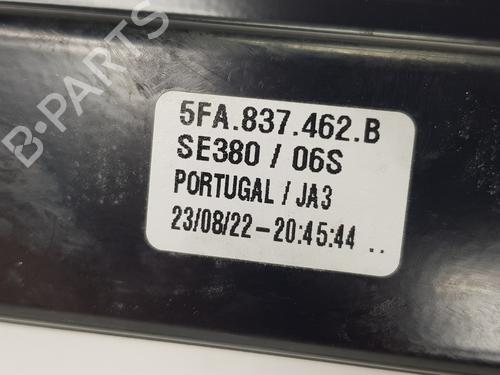 5FA.837.462.B
SE380 / 06S
PORTUGAL / JA3
23/08/22-20:45:44 ..
B-PARTS